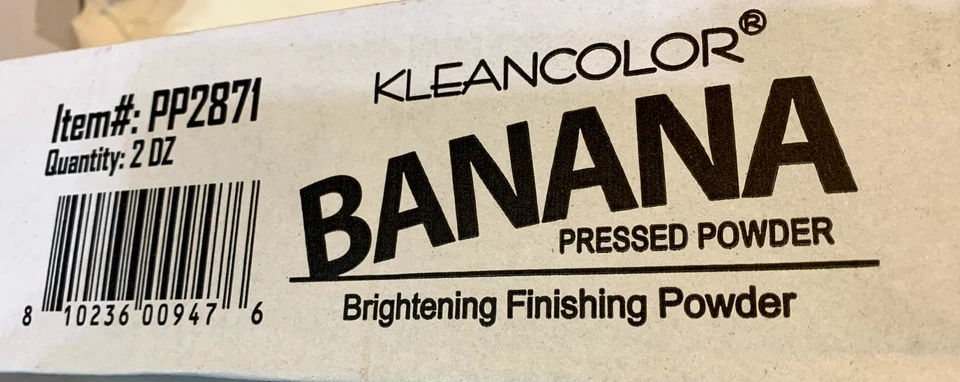 Item#: PP2871
Quantity: 2 DZ
8 10236 00947 6
KLEANCOLOR®
BANANA
PRESSED POWDER
Brightening Finishing Powder